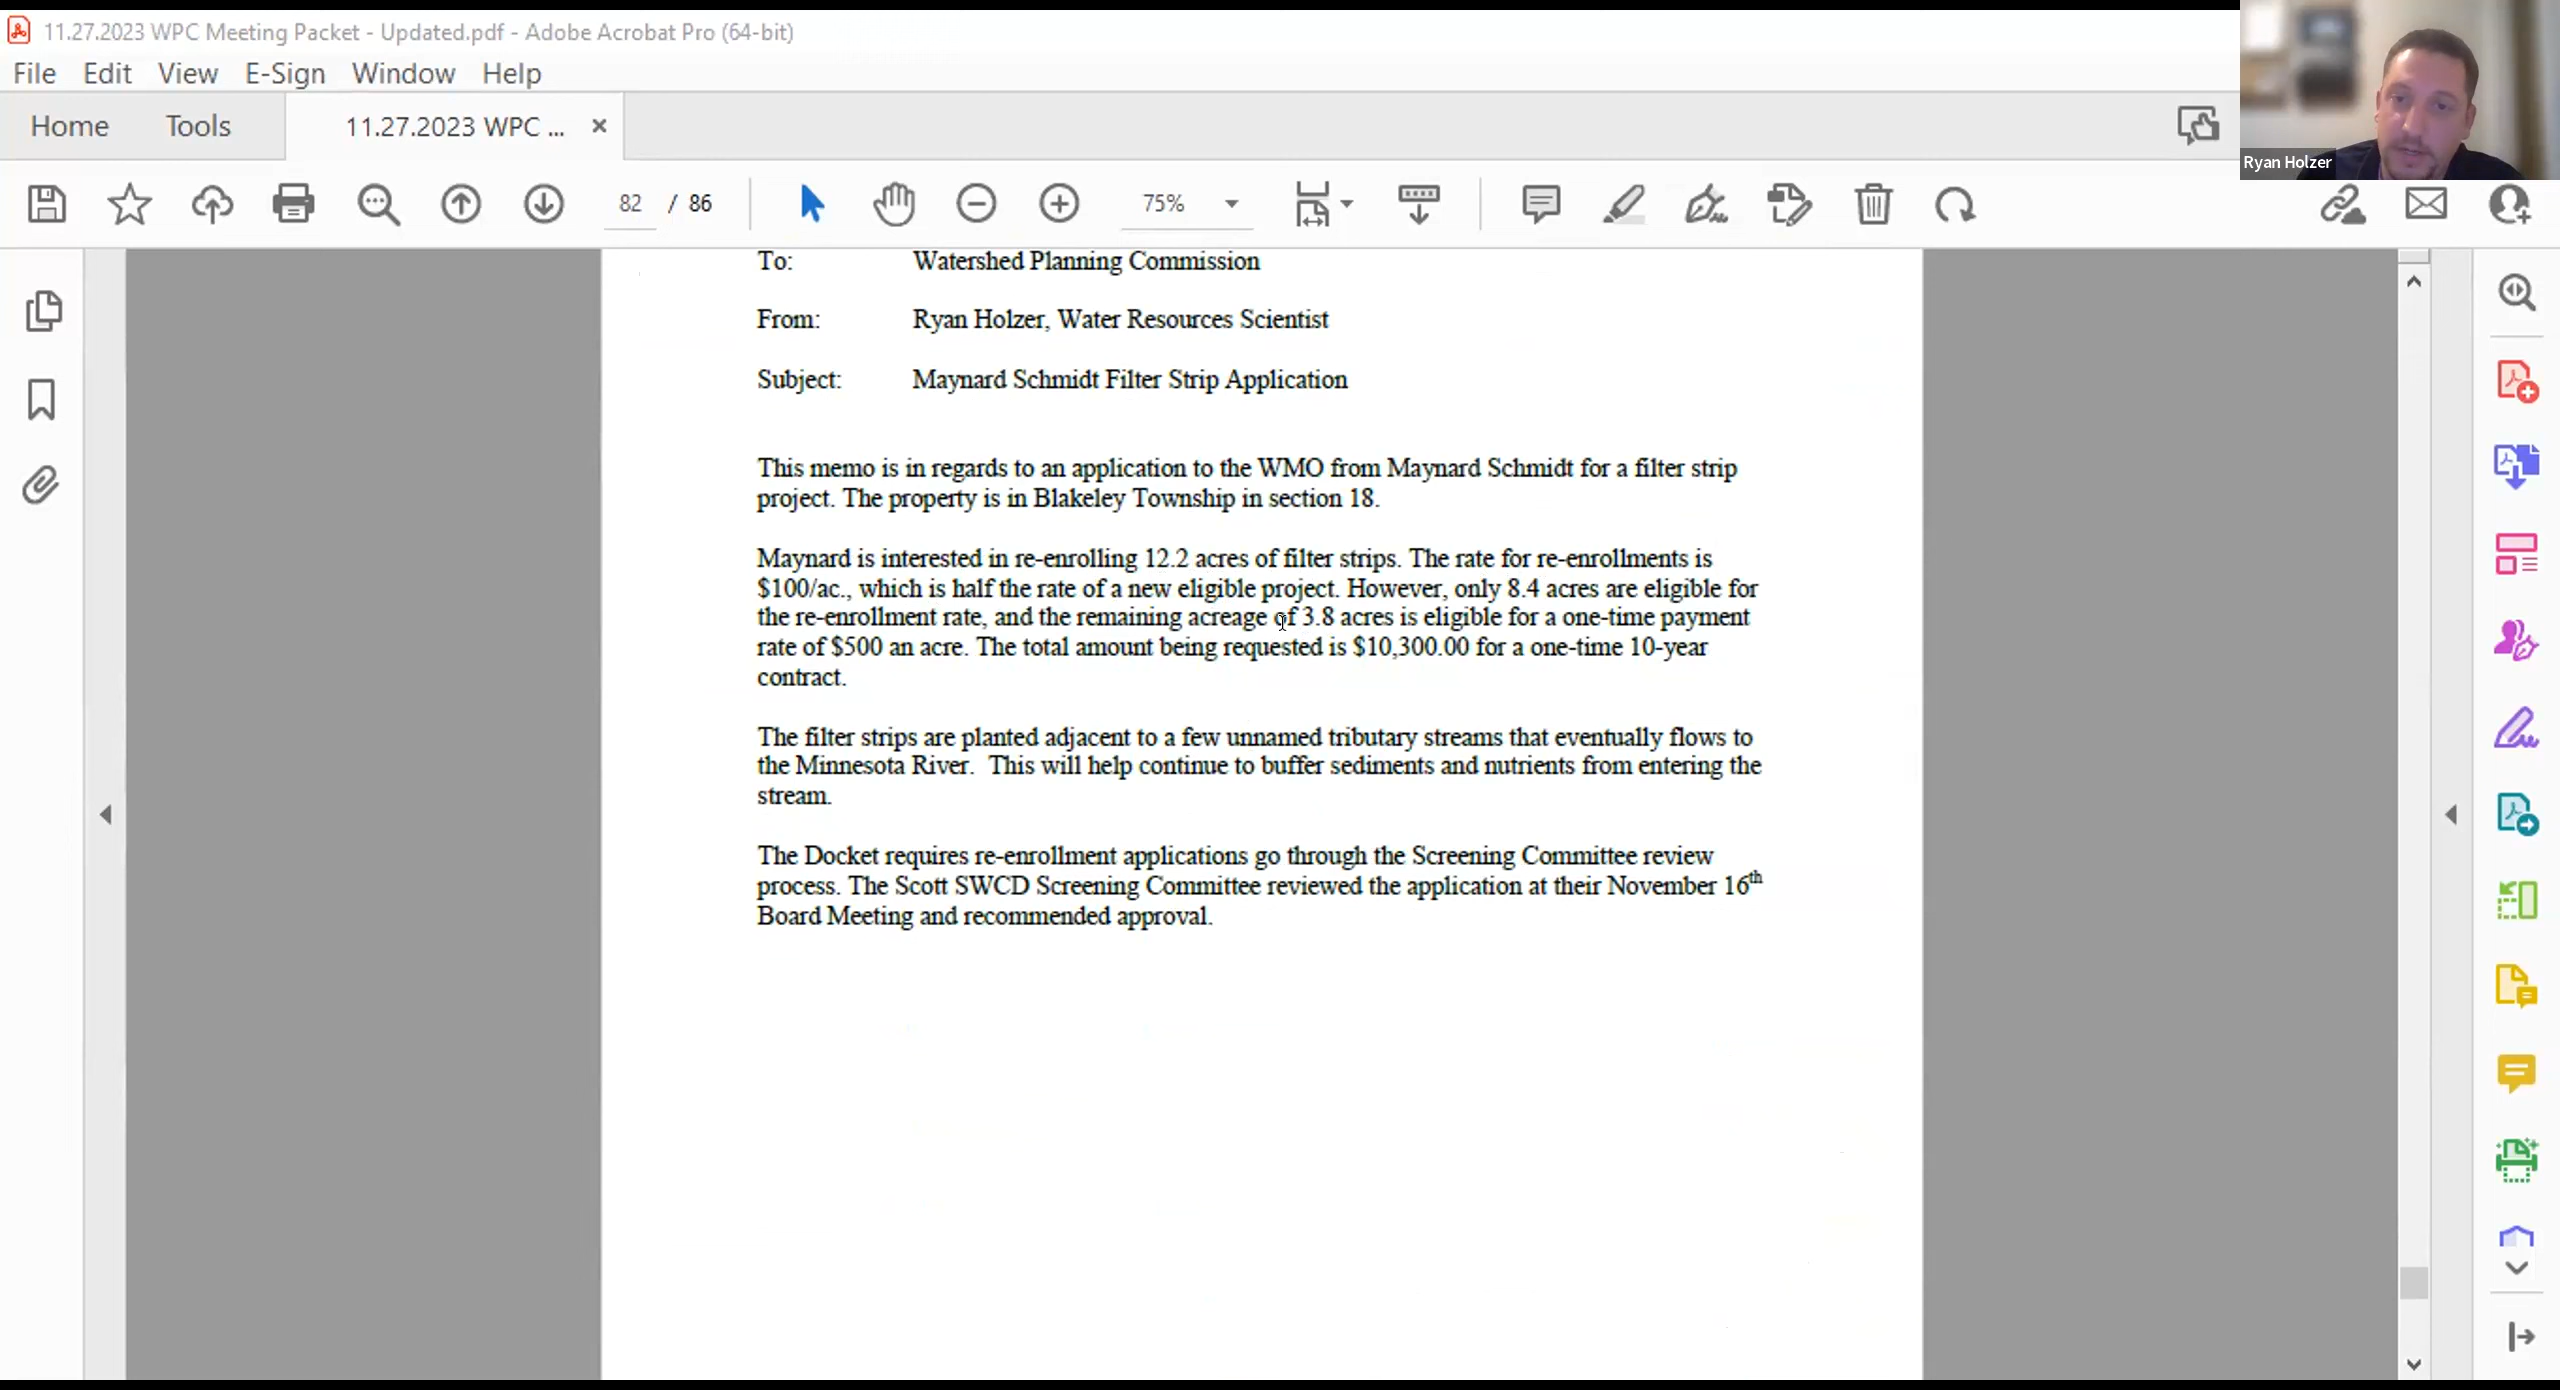 11.27.2023 WPC Meeting Packet - Updated.pdf - Adobe Acrobat Pro (64-bit)
File Edit View E-Sign Window Help
Home Tools 11.27.2023 WPC ...
Ryan Holzer
82 / 86 75%
To: Watershed Planning Commission
From: Ryan Holzer, Water Resources Scientist
Subject: Maynard Schmidt Filter Strip Application
This memo is in regards to an application to the WMO from Maynard Schmidt for a filter strip
project. The property is in Blakeley Township in section 18.
Maynard is interested in re-enrolling 12.2 acres of filter strips. The rate for re-enrollments is
$100/ac., which is half the rate of a new eligible project. However, only 8.4 acres are eligible for
the re-enrollment rate, and the remaining acreage of 3.8 acres is eligible for a one-time payment
rate of $500 an acre. The total amount being requested is $10,300.00 for a one-time 10-year
contract.
The filter strips are planted adjacent to a few unnamed tributary streams that eventually flows to
the Minnesota River.  This will help continue to buffer sediments and nutrients from entering the
stream.
The Docket requires re-enrollment applications go through the Screening Committee review
process. The Scott SWCD Screening Committee reviewed the application at their November 16th
Board Meeting and recommended approval.